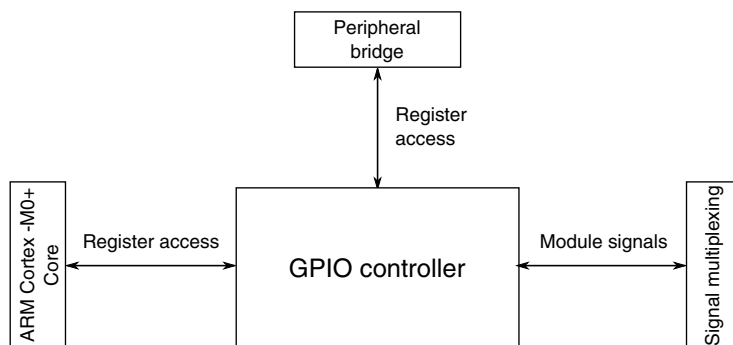 Peripheral
bridge
Register
access
ARM Cortex -M0+
Core
Register access
GPIO controller
Module signals
Signal multiplexing